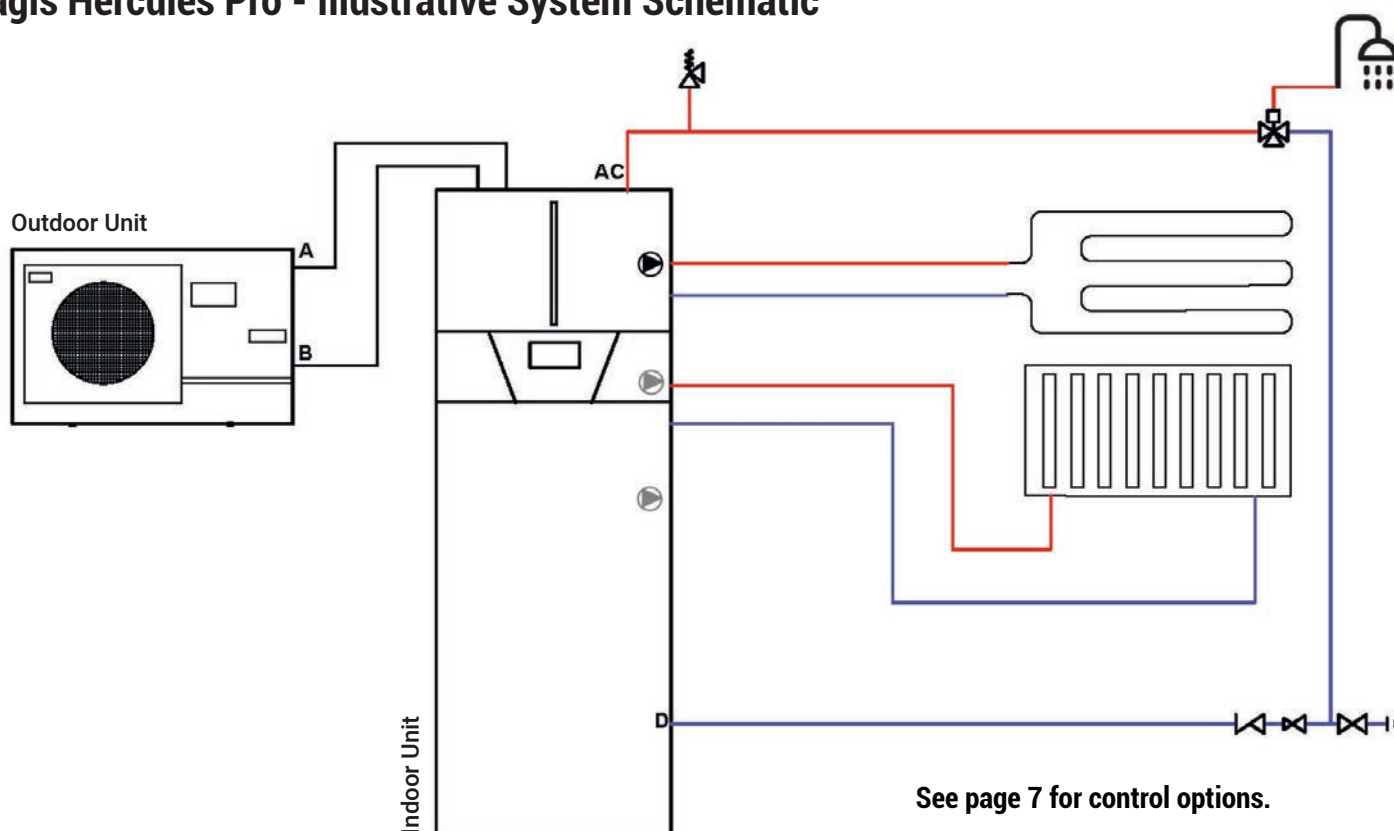 Hercules Pro - Illustrative System Schematic
AC
Outdoor Unit
A
B
D
Indoor Unit
See page 7 for control options.